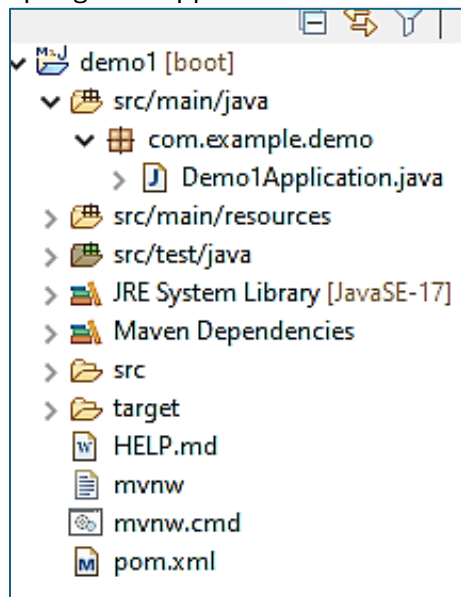 demo1 [boot]
src/main/java
com.example.demo
Demo1Application.java
src/main/resources
src/test/java
JRE System Library [JavaSE-17]
Maven Dependencies
src
target
HELP.md
mvnw
mvnw.cmd
pom.xml